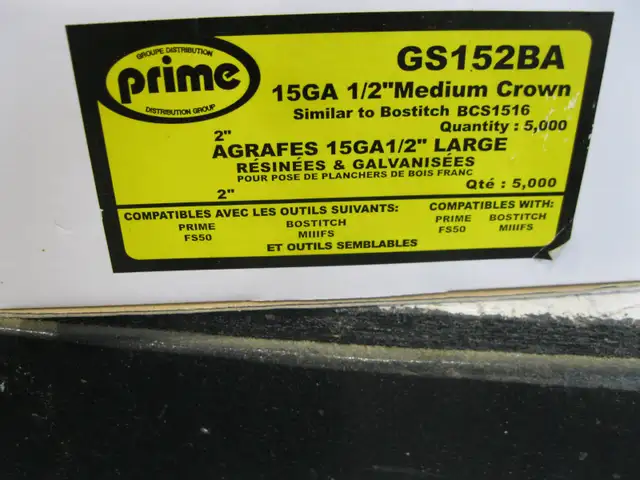 GROUPE DISTRIBUTION
prime
DISTRIBUTION GROUP
GS152BA
15GA 1/2"Medium Crown
Similar to Bostitch BCS1516
2" Quantity : 5,000
AGRAFES 15GA1/2" LARGE
RÉSINÉES & GALVANISÉES
POUR POSE DE PLANCHERS DE BOIS FRANC
2" Qté : 5,000
COMPATIBLES AVEC LES OUTILS SUIVANTS:
PRIME BOSTITCH
FS50 MIIIFS
ET OUTILS SEMBLABLES
COMPATIBLES WITH:
PRIME BOSTITCH
FS50 MIIIFS